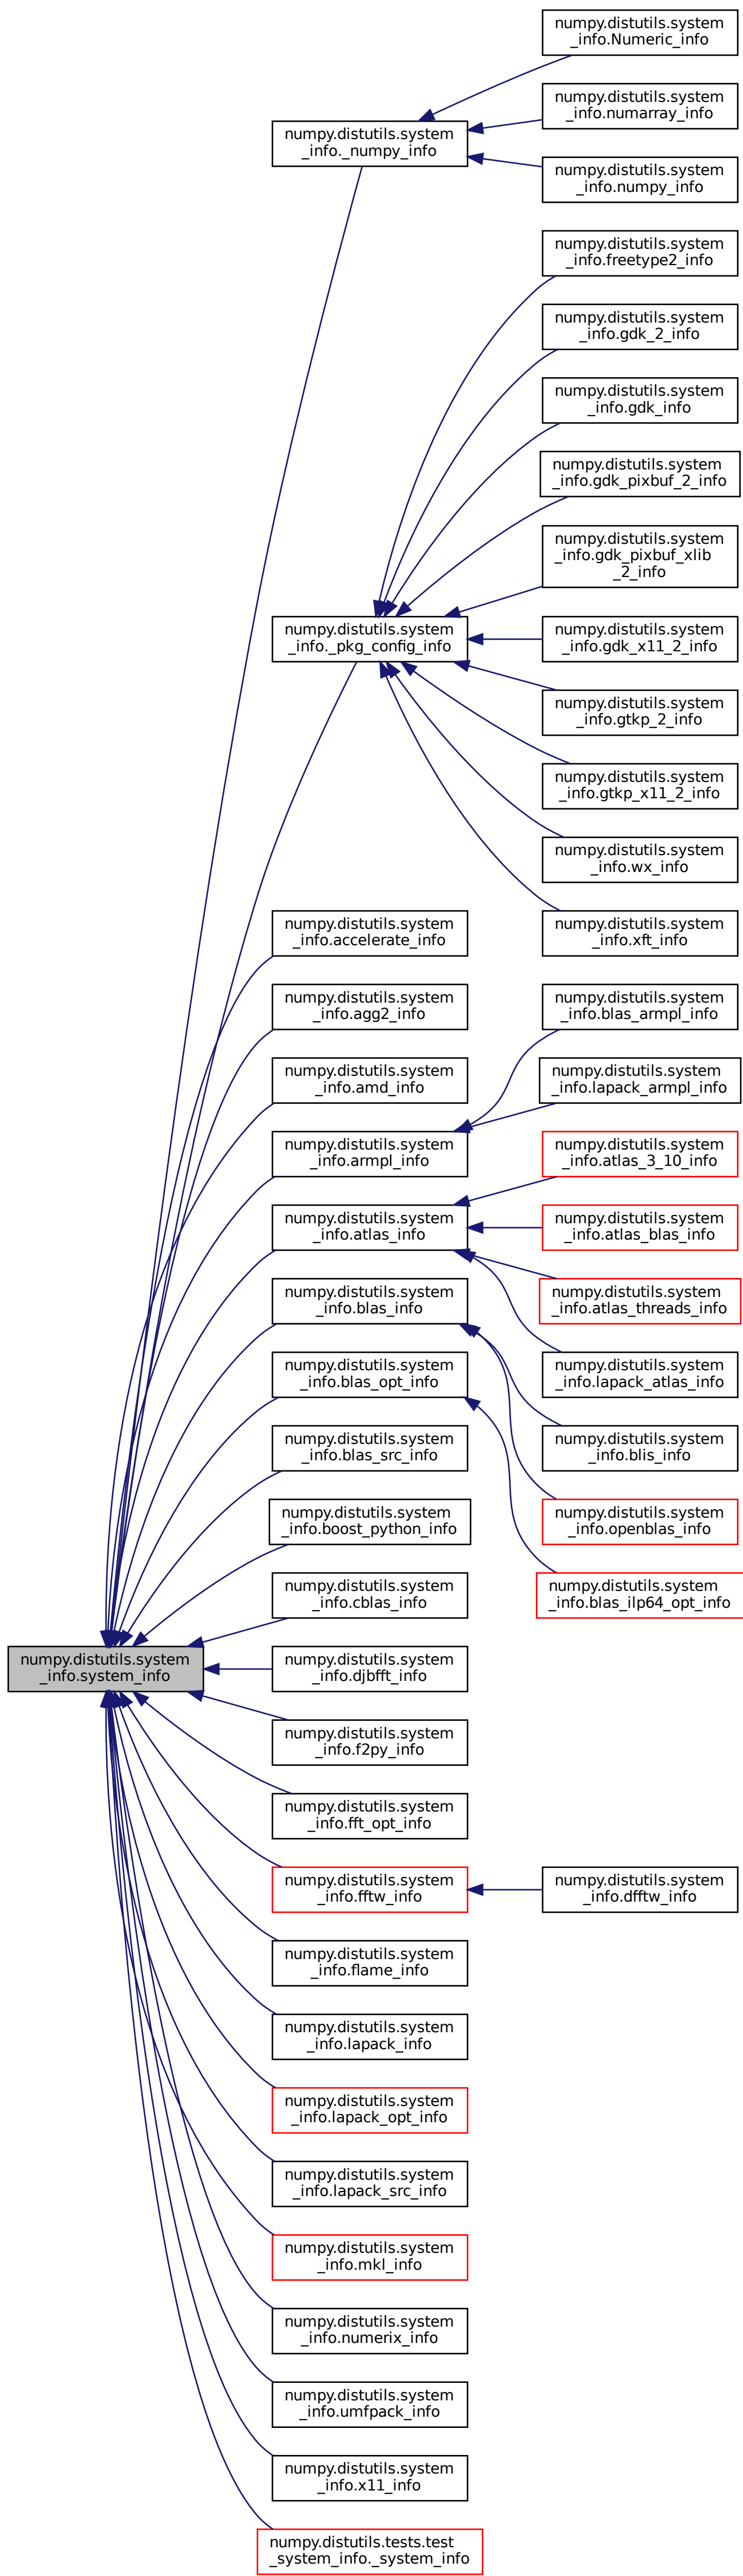 numpy.distutils.system
_info.Numeric_info
numpy.distutils.system
_info._numpy_info
numpy.distutils.system
_info.numarray_info
numpy.distutils.system
_info.numpy_info
numpy.distutils.system
_info.freetype2_info
numpy.distutils.system
_info.gdk_2_info
numpy.distutils.system
_info.gdk_info
numpy.distutils.system
_info.gdk_pixbuf_2_info
numpy.distutils.system
_info.gdk_pixbuf_xlib
_2_info
numpy.distutils.system
_info._pkg_config_info
numpy.distutils.system
_info.gdk_x11_2_info
numpy.distutils.system
_info.gtkp_2_info
numpy.distutils.system
_info.gtkp_x11_2_info
numpy.distutils.system
_info.wx_info
numpy.distutils.system
_info.accelerate_info
numpy.distutils.system
_info.xft_info
numpy.distutils.system
_info.agg2_info
numpy.distutils.system
_info.blas_armpl_info
numpy.distutils.system
_info.amd_info
numpy.distutils.system
_info.lapack_armpl_info
numpy.distutils.system
_info.armpl_info
numpy.distutils.system
_info.atlas_3_10_info
numpy.distutils.system
_info.atlas_info
numpy.distutils.system
_info.atlas_blas_info
numpy.distutils.system
_info.blas_info
numpy.distutils.system
_info.atlas_threads_info
numpy.distutils.system
_info.blas_opt_info
numpy.distutils.system
_info.lapack_atlas_info
numpy.distutils.system
_info.blas_src_info
numpy.distutils.system
_info.blis_info
numpy.distutils.system
_info.boost_python_info
numpy.distutils.system
_info.openblas_info
numpy.distutils.system
_info.cblas_info
numpy.distutils.system
_info.blas_ilp64_opt_info
numpy.distutils.system
_info.system_info
numpy.distutils.system
_info.djbfft_info
numpy.distutils.system
_info.f2py_info
numpy.distutils.system
_info.fft_opt_info
numpy.distutils.system
_info.fftw_info
numpy.distutils.system
_info.dfftw_info
numpy.distutils.system
_info.flame_info
numpy.distutils.system
_info.lapack_info
numpy.distutils.system
_info.lapack_opt_info
numpy.distutils.system
_info.lapack_src_info
numpy.distutils.system
_info.mkl_info
numpy.distutils.system
_info.numerix_info
numpy.distutils.system
_info.umfpack_info
numpy.distutils.system
_info.x11_info
numpy.distutils.tests.test
_system_info._system_info